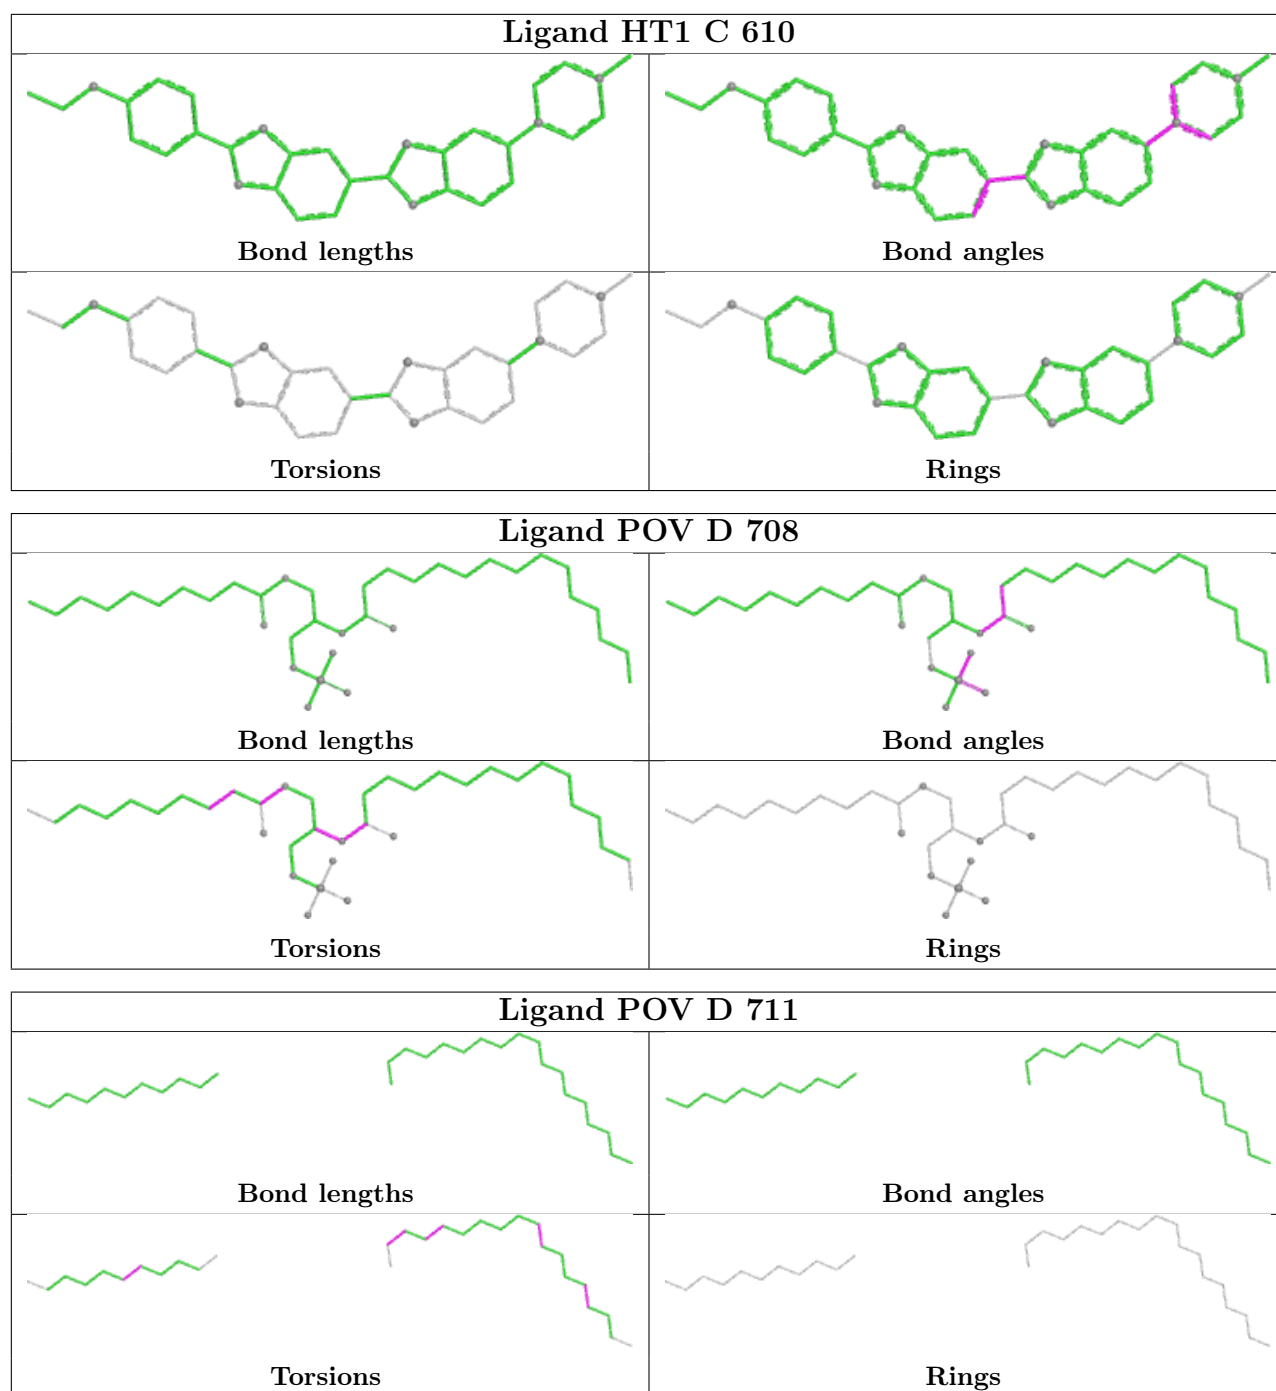 Ligand HT1 C 610
Bond lengths
Bond angles
Torsions
Rings
Ligand POV D 708
Bond lengths
Bond angles
Torsions
Rings
Ligand POV D 711
Bond lengths
Bond angles
Torsions
Rings